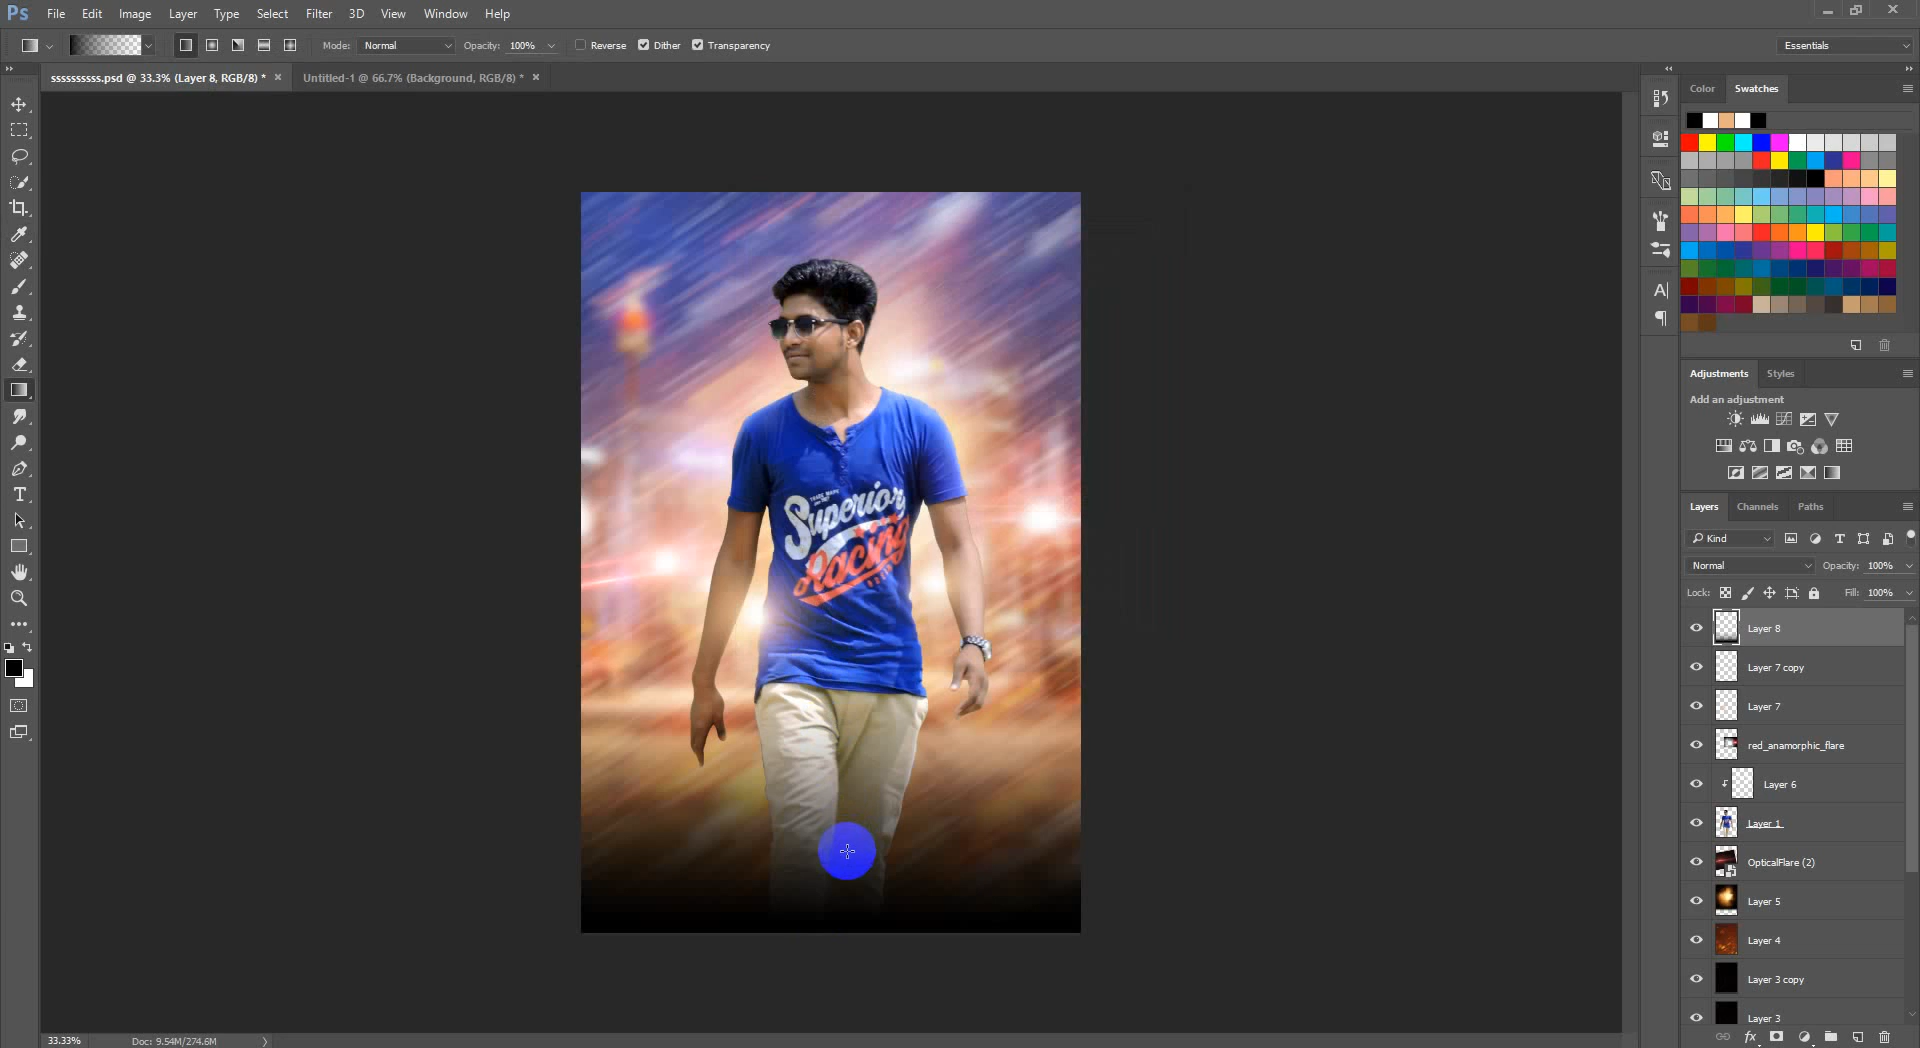 Ps File Edit Image Layer Type Select Filter 3D View Window Help
Mode: Normal Opacity: 100% Reverse Dither Transparency Essentials
ssssssssss.psd @ 33.3% (Layer 8, RGB/8) * Untitled-1 @ 66.7% (Background, RGB/8) *
Color Swatches
Adjustments Styles
Add an adjustment
Layers Channels Paths
Kind
Normal Opacity: 100%
Lock: Fill: 100%
Layer 8
Layer 7 copy
Layer 7
red_anamorphic_flare
Layer 6
Layer 1
OpticalFlare (2)
Layer 5
Layer 4
Layer 3 copy
Layer 3
TRADE MARK
Superior
Racing
33.33% Doc: 9.54M/274.6M